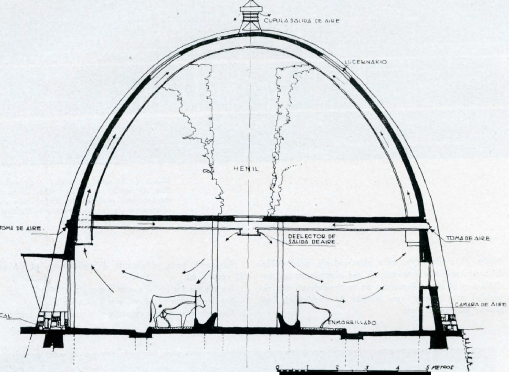 CUPULA SALIDA DE AIRE
LUCERNARIO
HENIL
TOMA DE AIRE
DEFLECTOR DE
SALIDA DE AIRE
TOMA DE AIRE
CAMARA DE AIRE
ENMORRILLADO
CAL
5 METROS